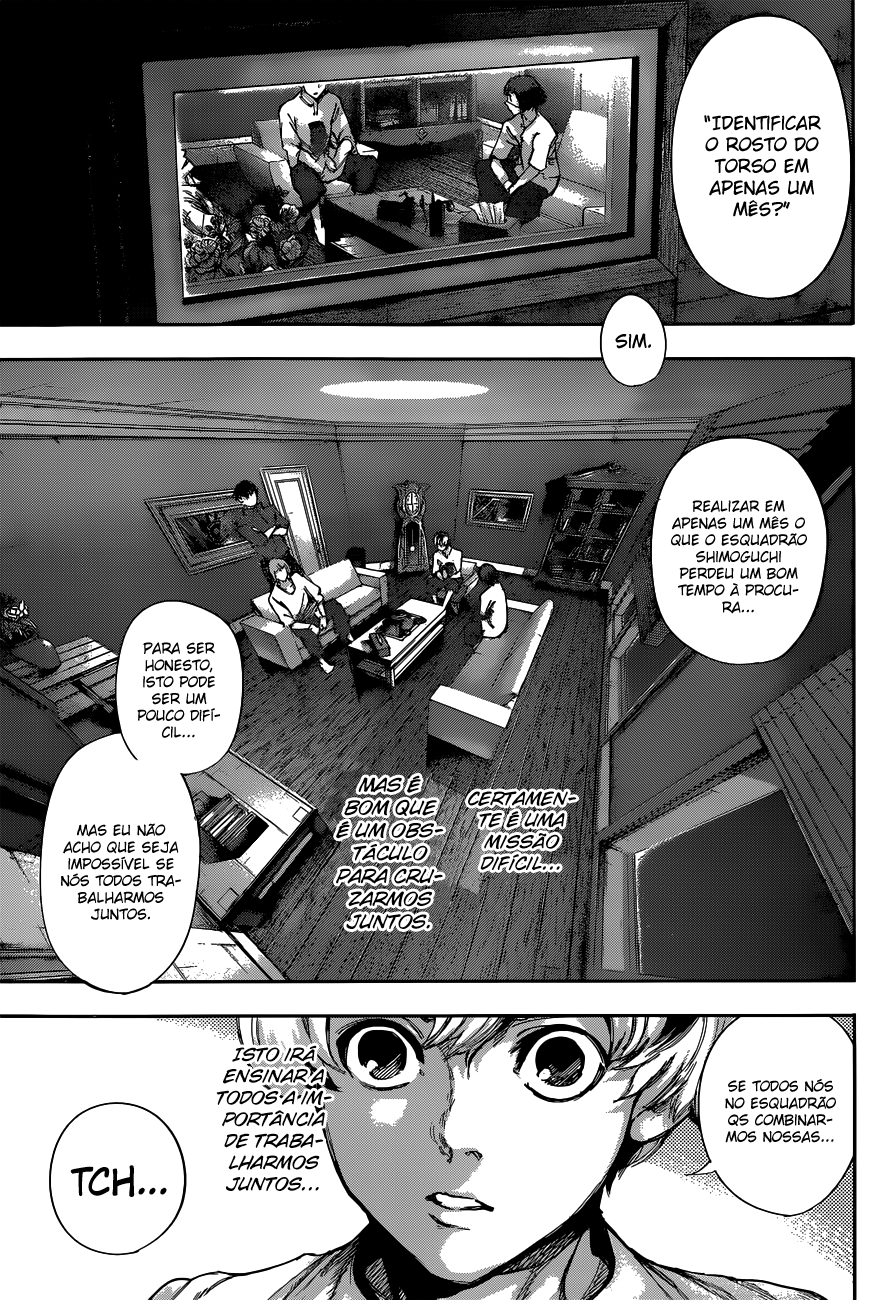 "IDENTIFICAR
O ROSTO DO
TORSO EM
APENAS UM
MÊS?"
SIM.
REALIZAR EM
APENAS UM MÊS O
QUE O ESQUADRÃO
SHIMOGUCHI
PERDEU UM BOM
TEMPO À PROCU-
RA...
PARA SER
HONESTO,
ISTO PODE
SER UM
POUCO DIFÍ-
CIL...
MAS EU NÃO
ACHO QUE SEJA
IMPOSSÍVEL SE
NÓS TODOS TRA-
BALHARMOS
JUNTOS.
CERTAMEN-
TE É UMA
MISSÃO
DIFÍCIL...
MAS É
BOM QUE
É UM OBS-
TÁCULO
PARA CRU-
ZARMOS
JUNTOS.
SE TODOS NÓS
NO ESQUADRÃO
QS COMBINAR-
MOS NOSSAS...
ISTO IRÁ
ENSINAR A
TODOS A IM-
PORTÂNCIA
DE TRABA-
LHARMOS
JUNTOS...
TCH...